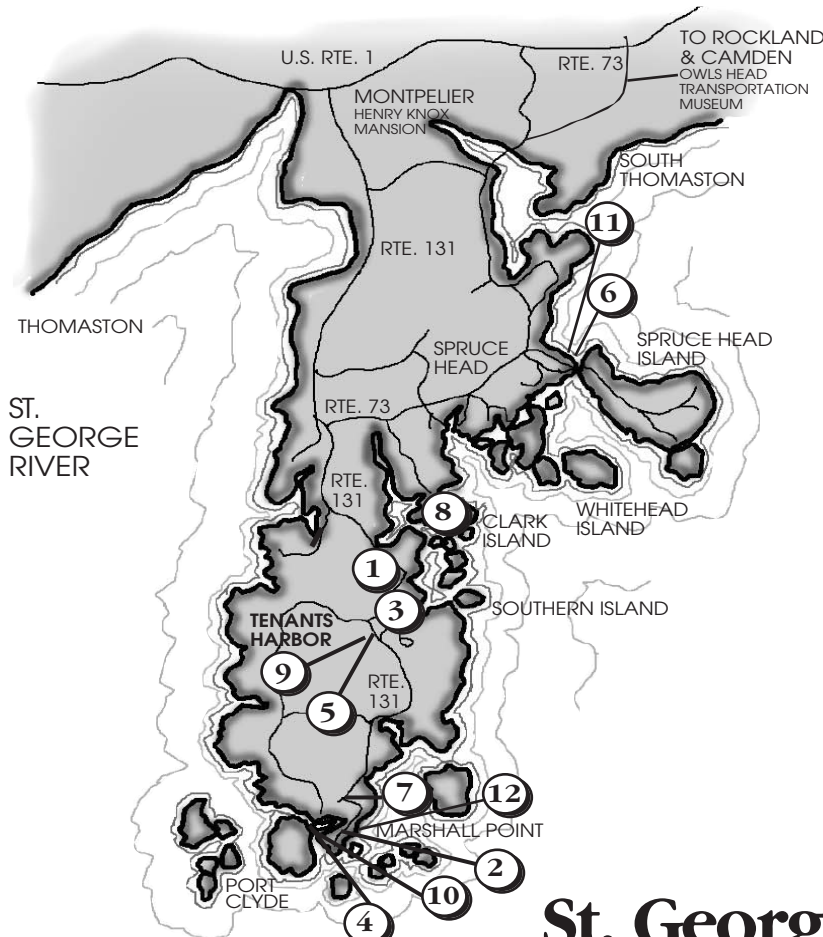 U.S. RTE. 1
TO ROCKLAND
& CAMDEN
OWLS HEAD
TRANSPORTATION
MUSEUM
RTE. 73
MONTPELIER
HENRY KNOX
MANSION
SOUTH
THOMASTON
11
RTE. 131
6
THOMASTON
SPRUCE
HEAD
SPRUCE HEAD
ISLAND
ST.
GEORGE
RIVER
RTE. 73
RTE.
131
WHITEHEAD
ISLAND
8
CLARK
ISLAND
1
3
SOUTHERN ISLAND
TENANTS
HARBOR
9
RTE.
131
5
7
12
MARSHALL POINT
2
PORT
CLYDE
10
4
St. Georg